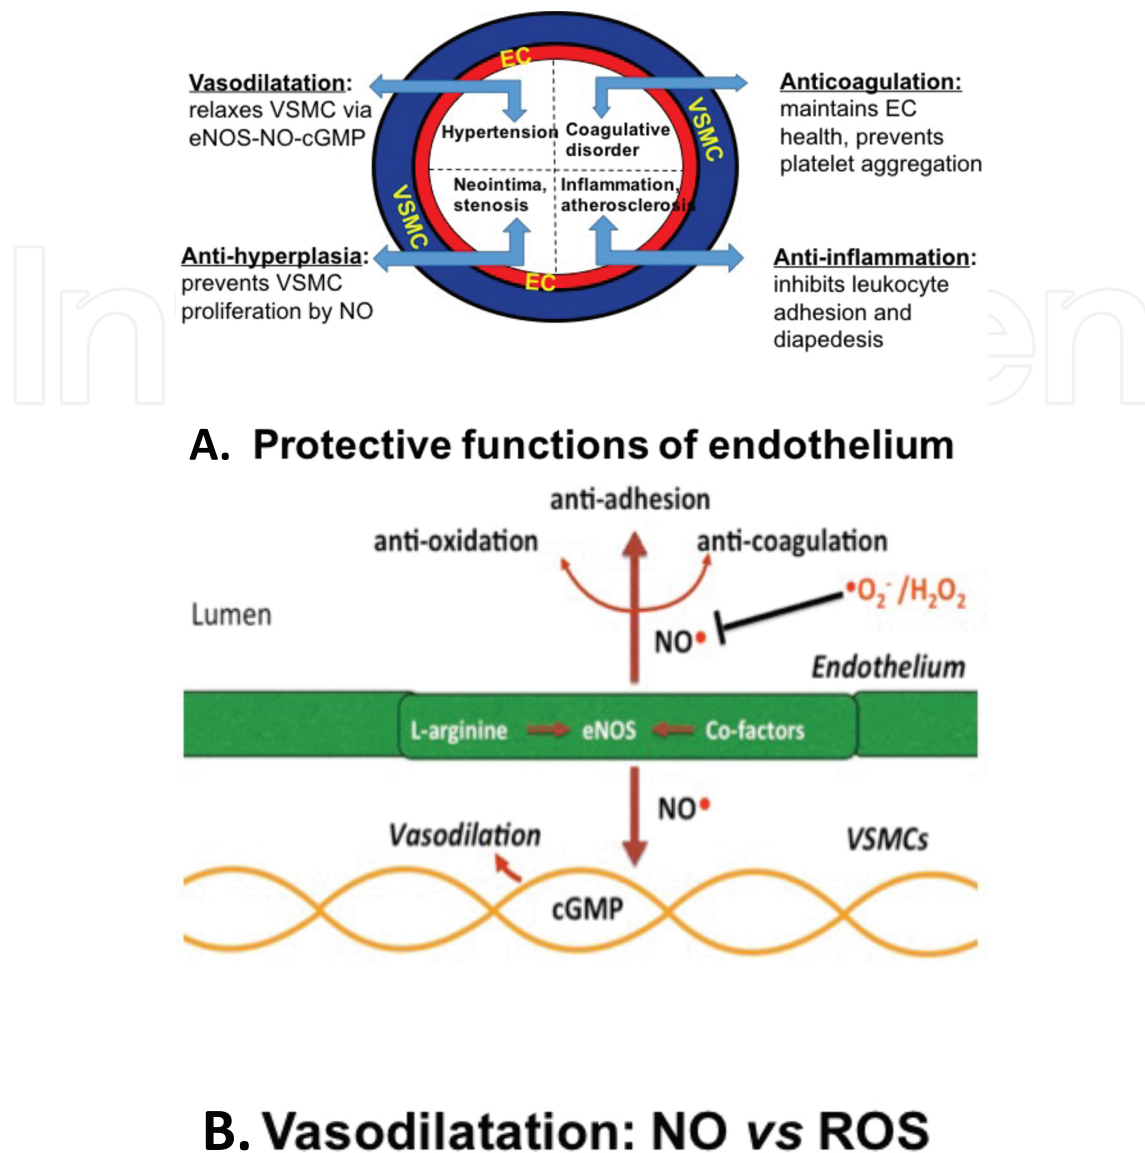 EC
Vasodilatation:
relaxes VSMC via
eNOS-NO-cGMP
Anticoagulation:
maintains EC
health, prevents
platelet aggregation
VSMC
Hypertension
Coagulative
disorder
Neointima,
stenosis
Inflammation,
atherosclerosis
VSMC
Anti-hyperplasia:
prevents VSMC
proliferation by NO
EC
Anti-inflammation:
inhibits leukocyte
adhesion and
diapedesis
In
en
A. Protective functions of endothelium
anti-adhesion
anti-oxidation
anti-coagulation
•O₂⁻/H₂O₂
Lumen
NO•
Endothelium
L-arginine
eNOS
Co-factors
NO•
Vasodilation
VSMCs
cGMP
B. Vasodilatation: NO vs ROS